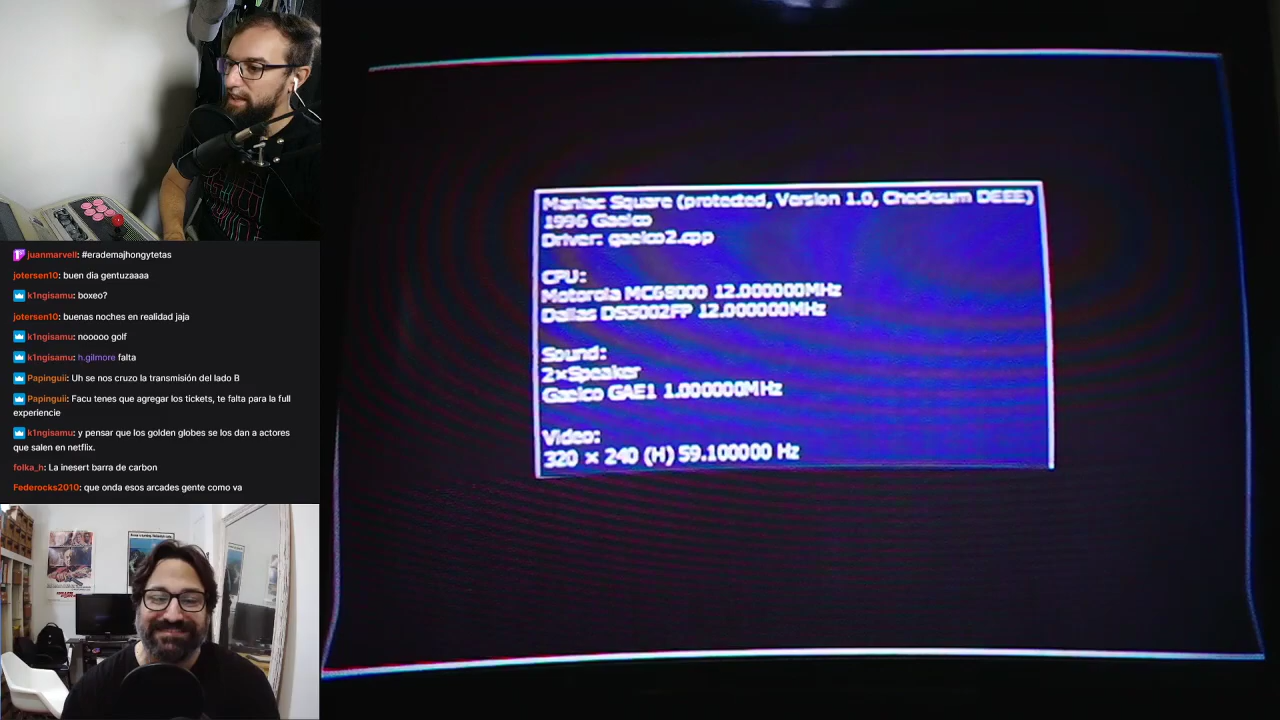 juanmarvell: #erademajhongytetas
jotersen10: buen dia gentuzaaaa
k1ngisamu: boxeo?
jotersen10: buenas noches en realidad jaja
k1ngisamu: nooooo golf
k1ngisamu: h.gilmore falta
Papinguii: Uh se nos cruzo la transmisión del lado B
Papinguii: Facu tenes que agregar los tickets, te falta para la full
experiencie
k1ngisamu: y pensar que los golden globes se los dan a actores
que salen en netflix.
folka_h: La inesert barra de carbon
Federocks2010: que onda esos arcades gente como va
Maniac Square (protected, Version 1.0, Checksum DEEE)
1996 Gaelco
Driver: gaelco2.cpp
CPU:
Motorola MC68000 12.000000MHz
Dallas DS5002FP 12.000000MHz
Sound:
2×Speaker
Gaelco GAE1 1.000000MHz
Video:
320 × 240 (H) 59.100000 Hz